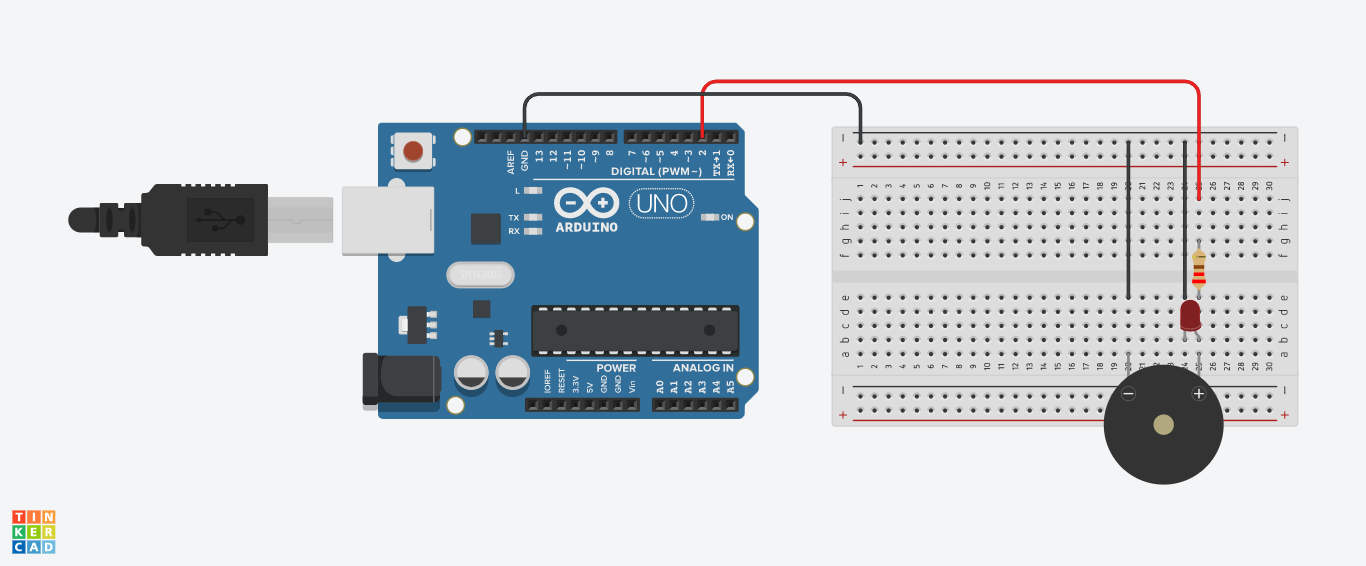 AREF
GND
13
12
~11
~10
~9
8
7
~6
~5
4
~3
2
TX→1
RX←0
DIGITAL (PWM~)
L
TX
RX
ARDUINO
UNO
ON
IOREF
RESET
3.3V
5V
GND
GND
Vin
POWER
ANALOG IN
A0
A1
A2
A3
A4
A5
− −
+ +
1 2 3 4 5 6 7 8 9 10 11 12 13 14 15 16 17 18 19 20 21 22 23 24 25 26 27 28 29 30
j j
i i
h h
g g
f f
e e
d d
c c
b b
a a
1 2 3 4 5 6 7 8 9 10 11 12 13 14 15 16 17 18 19 21 22 23 24 25 26 27 28 29 30
− −
+ +
− +
TIN
KER
CAD